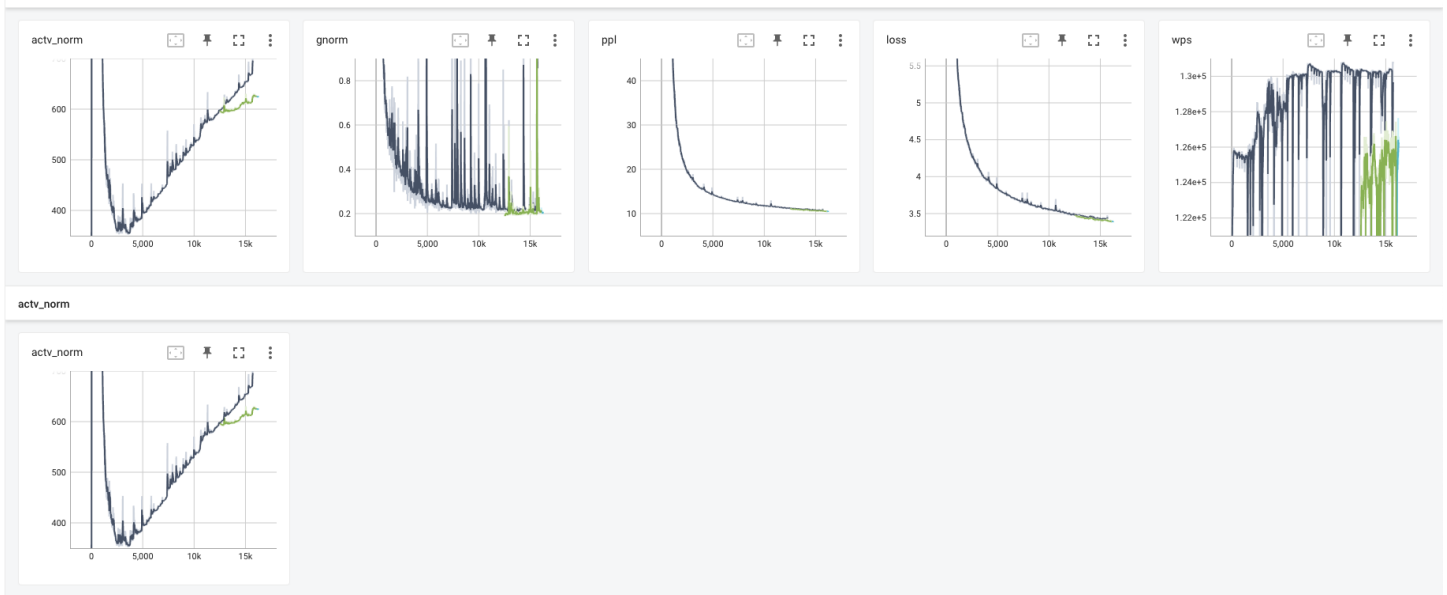 actv_norm
gnorm
ppl
loss
wps
600
500
400
0
5,000
10k
15k
0.8
0.6
0.4
0.2
0
5,000
10k
15k
40
30
20
10
0
5,000
10k
15k
5.5
5
4.5
4
3.5
0
5,000
10k
15k
1.3e+5
1.28e+5
1.26e+5
1.24e+5
1.22e+5
0
5,000
10k
15k
actv_norm
actv_norm
600
500
400
0
5,000
10k
15k